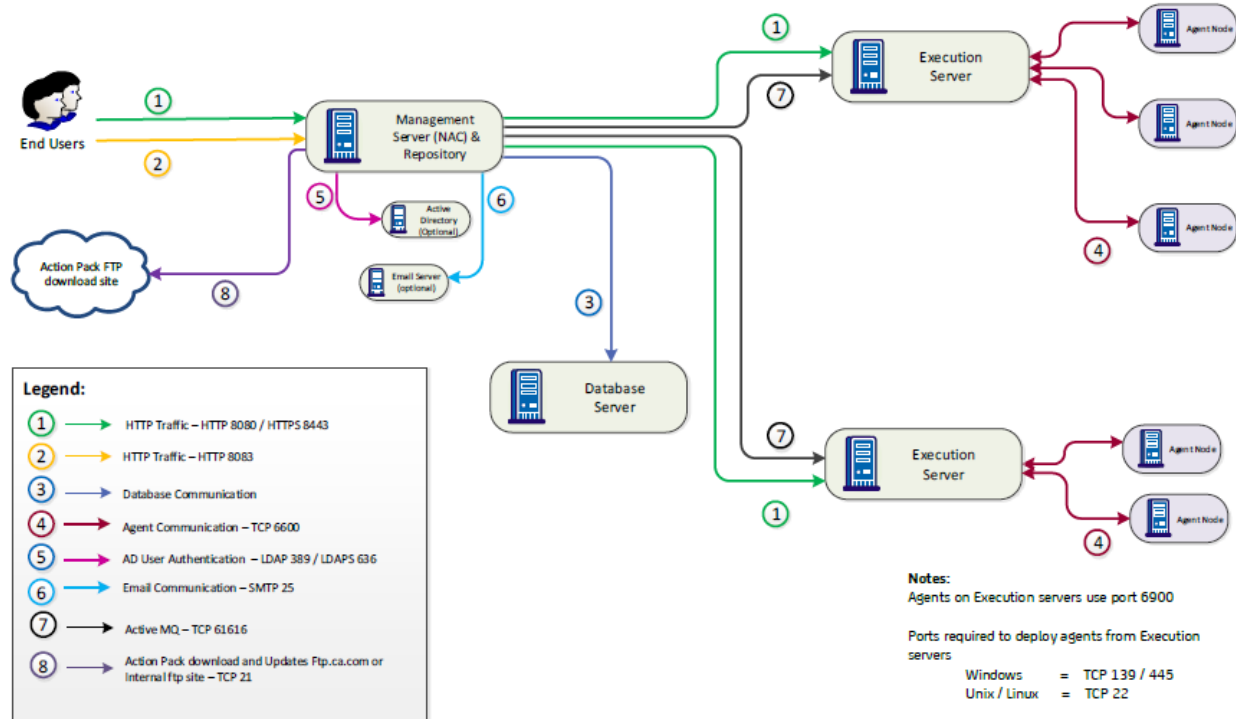 1
Execution
Server
Agent Node
7
Agent Node
Agent Node
4
End Users
1
2
Management
Server (NAC) &
Repository
5
6
Active
Directory
(Optional)
Email Server
(optional)
Action Pack FTP
download site
8
3
Database
Server
7
Execution
Server
1
Agent Node
Agent Node
4
Legend:
1 HTTP Traffic – HTTP 8080 / HTTPS 8443
2 HTTP Traffic – HTTP 8083
3 Database Communication
4 Agent Communication – TCP 6600
5 AD User Authentication – LDAP 389 / LDAPS 636
6 Email Communication – SMTP 25
7 Active MQ – TCP 61616
8 Action Pack download and Updates Ftp.ca.com or
Internal ftp site – TCP 21
Notes:
Agents on Execution servers use port 6900
Ports required to deploy agents from Execution
servers
Windows = TCP 139 / 445
Unix / Linux = TCP 22